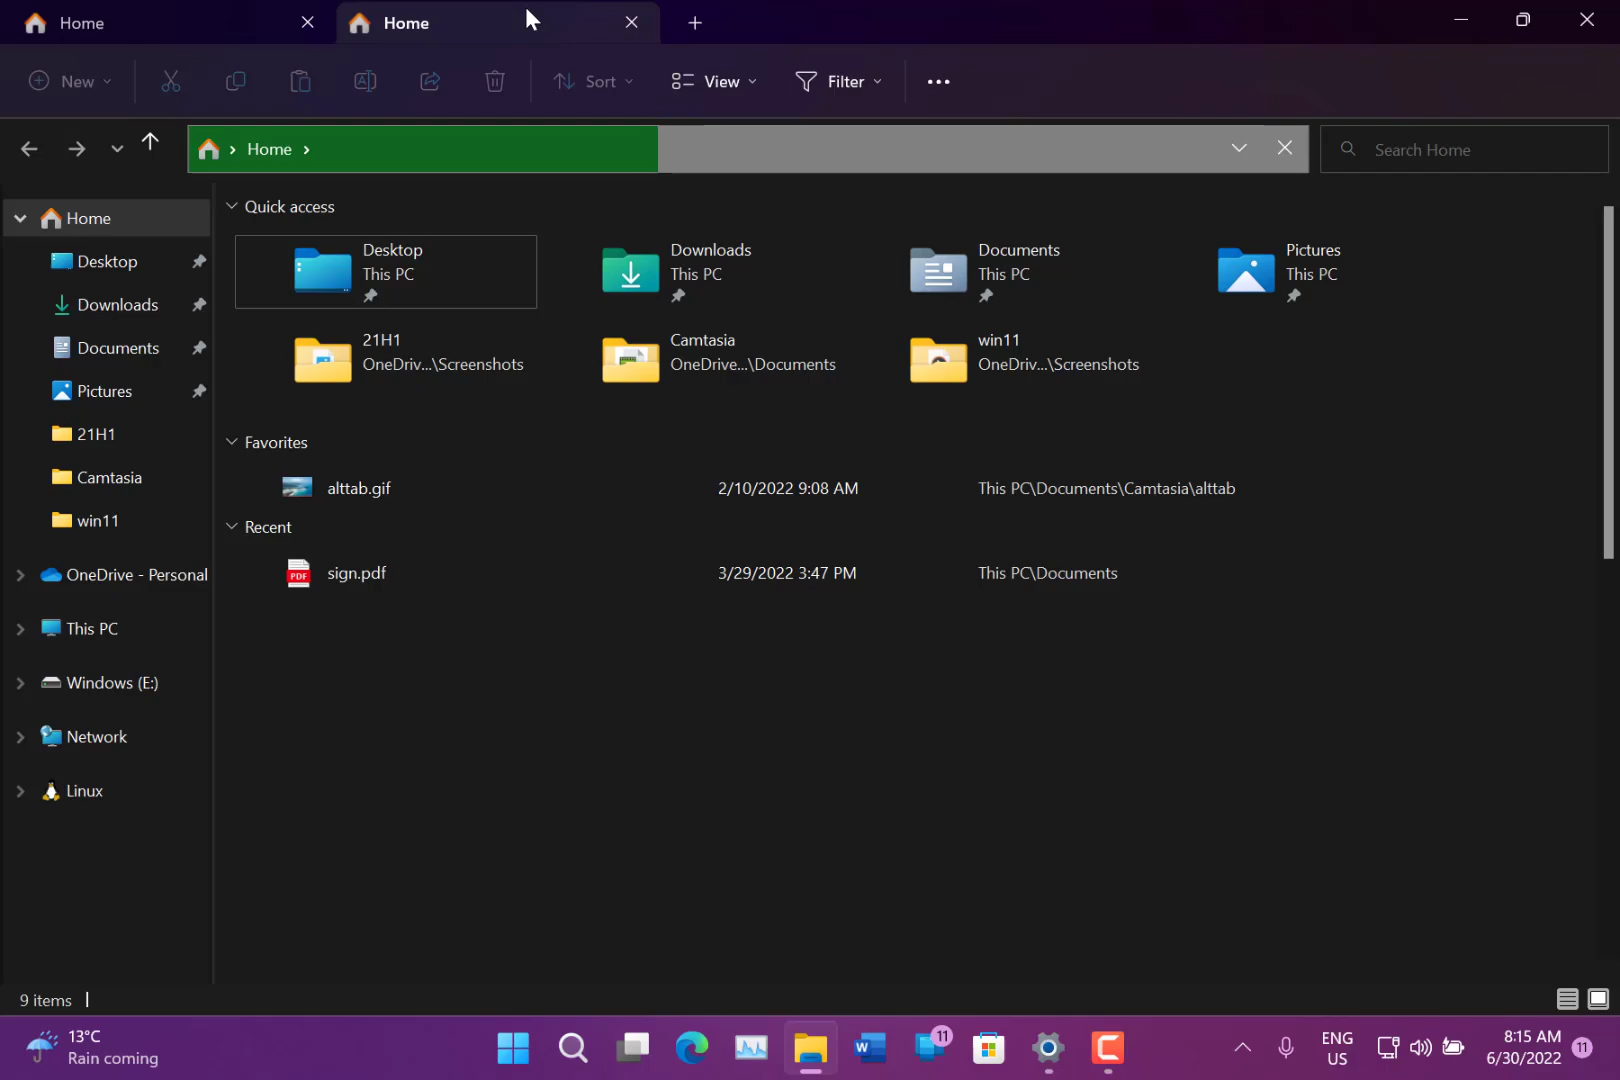 Home
Home
New
Sort
View
Filter
Home
Search Home
Home
Desktop
Downloads
Documents
Pictures
21H1
Camtasia
win11
OneDrive - Personal
This PC
Windows (E:)
Network
Linux
Quick access
Desktop
This PC
Downloads
This PC
Documents
This PC
Pictures
This PC
21H1
OneDriv...\Screenshots
Camtasia
OneDrive...\Documents
win11
OneDriv...\Screenshots
Favorites
alttab.gif 2/10/2022 9:08 AM This PC\Documents\Camtasia\alttab
Recent
PDF
sign.pdf 3/29/2022 3:47 PM This PC\Documents
9 items
13°C
Rain coming
W
11
ENG
US
8:15 AM
6/30/2022
11